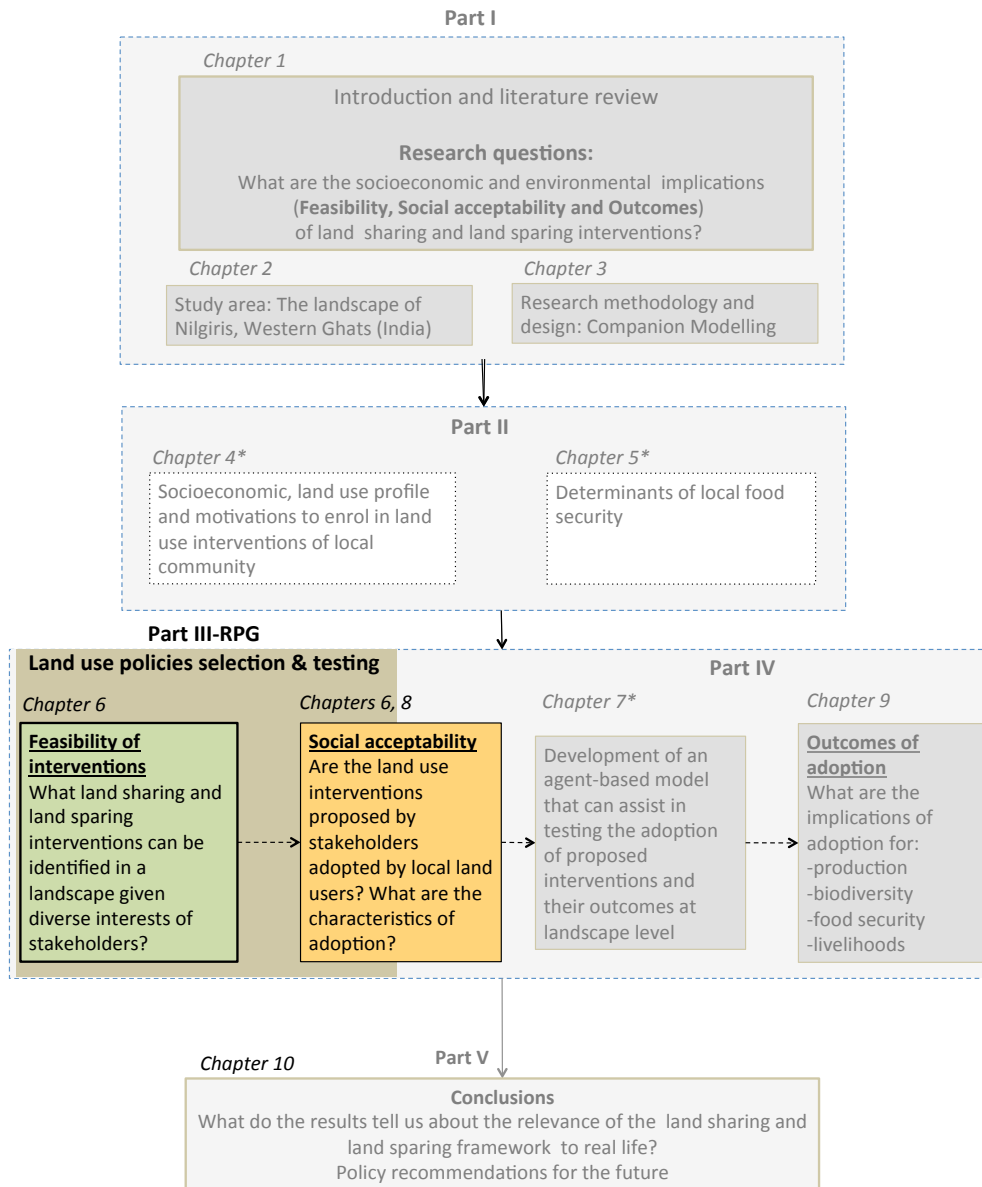 Part I
Chapter 1
Introduction and literature review
Research questions:
What are the socioeconomic and environmental implications
(Feasibility, Social acceptability and Outcomes)
of land sharing and land sparing interventions?
Chapter 2
Study area: The landscape of
Nilgiris, Western Ghats (India)
Chapter 3
Research methodology and
design: Companion Modelling
Part II
Chapter 4*
Socioeconomic, land use profile
and motivations to enrol in land
use interventions of local
community
Chapter 5*
Determinants of local food
security
Part III-RPG
Land use policies selection & testing
Chapter 6
Feasibility of
interventions
What land sharing and
land sparing
interventions can be
identified in a
landscape given
diverse interests of
stakeholders?
Chapters 6, 8
Social acceptability
Are the land use
interventions
proposed by
stakeholders
adopted by local land
users? What are the
characteristics of
adoption?
Part IV
Chapter 7*
Development of an
agent-based model
that can assist in
testing the adoption
of proposed
interventions and
their outcomes at
landscape level
Chapter 9
Outcomes of
adoption
What are the
implications of
adoption for:
-production
-biodiversity
-food security
-livelihoods
Part V
Chapter 10
Conclusions
What do the results tell us about the relevance of the land sharing and
land sparing framework to real life?
Policy recommendations for the future